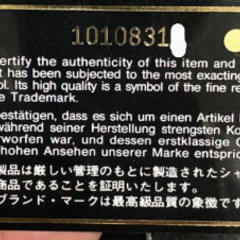 1010831
certify the authenticity of this item and
t has been subjected to the most exacting
ol. Its high quality is a symbol of the fine re
e Trademark.
bestätigen, dass es sich um einen Artikel
während seiner Herstellung strengsten Ko
worfen war, und dessen erstklassige
hohen Ansehen unserer Marke entspric
製品は厳しい管理のもとに製造されたシャ
商品であることを証明いたします。
ブランド・マークは最高級品質の象徴です